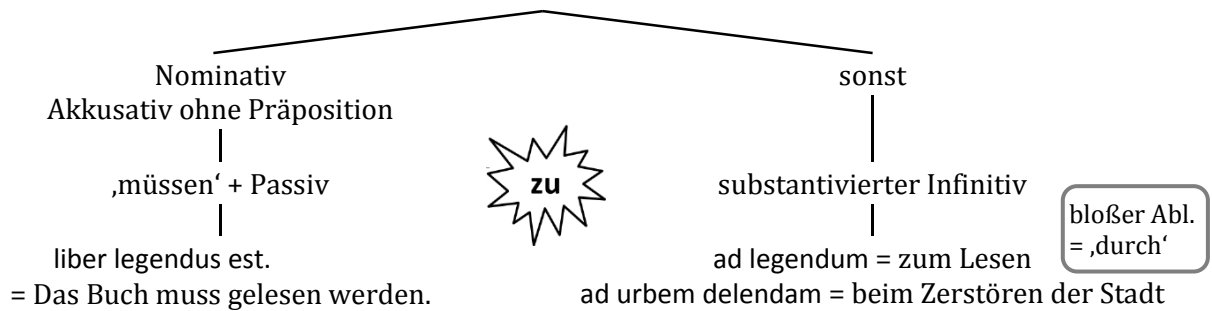 Nominativ
Akkusativ ohne Präposition
sonst
‚müssen‘ + Passiv
zu
substantivierter Infinitiv
bloßer Abl.
= ‚durch‘
liber legendus est.
= Das Buch muss gelesen werden.
ad legendum = zum Lesen
ad urbem delendam = beim Zerstören der Stadt